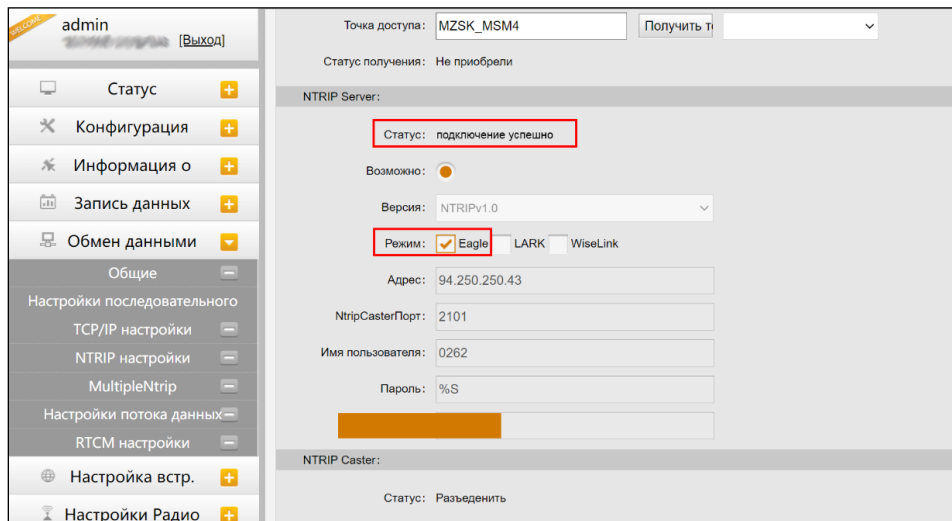 WELCOME
admin
[Выход]
Статус
Конфигурация
Информация о
Запись данных
Обмен данными
Общие
Настройки последовательного
TCP/IP настройки
NTRIP настройки
MultipleNtrip
Настройки потока данных
RTCM настройки
Настройка встр.
Настройки Радио
Точка доступа: MZSK_MSM4 Получить т
Статус получения: Не приобрели
NTRIP Server:
Статус: подключение успешно
Возможно:
Версия: NTRIPv1.0
Режим: Eagle LARK WiseLink
Адрес: 94.250.250.43
NtripCasterПорт: 2101
Имя пользователя: 0262
Пароль: %S
NTRIP Caster:
Статус: Разъеденить